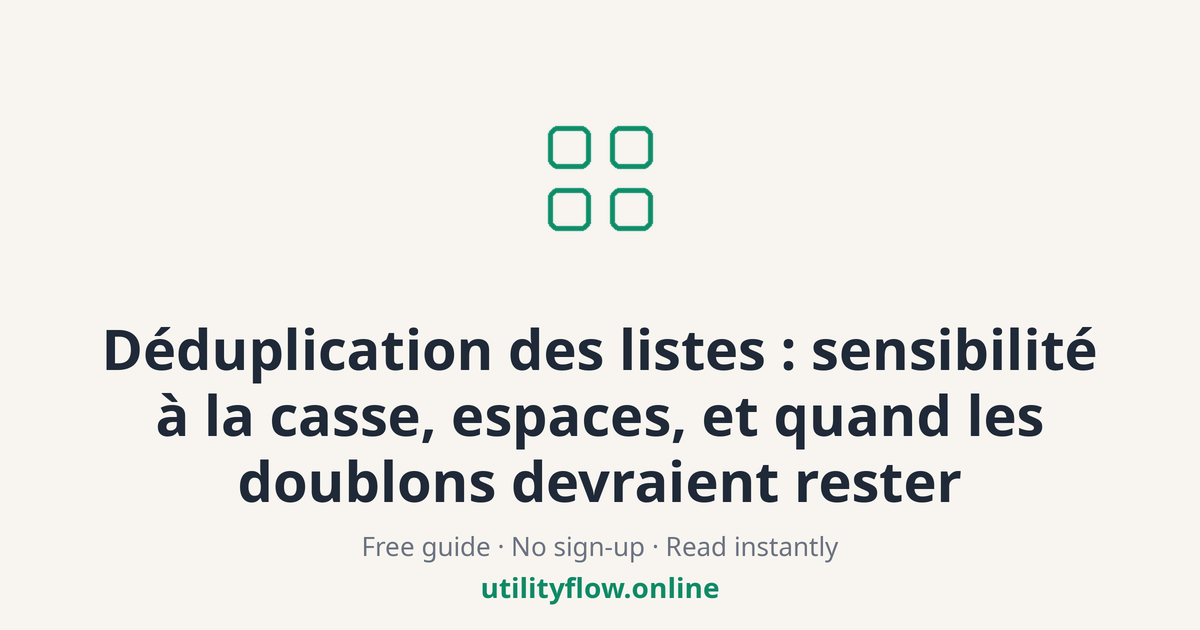 Déduplication des listes : sensibilité
à la casse, espaces, et quand les
doublons devraient rester
Free guide · No sign-up · Read instantly
utilityflow.online